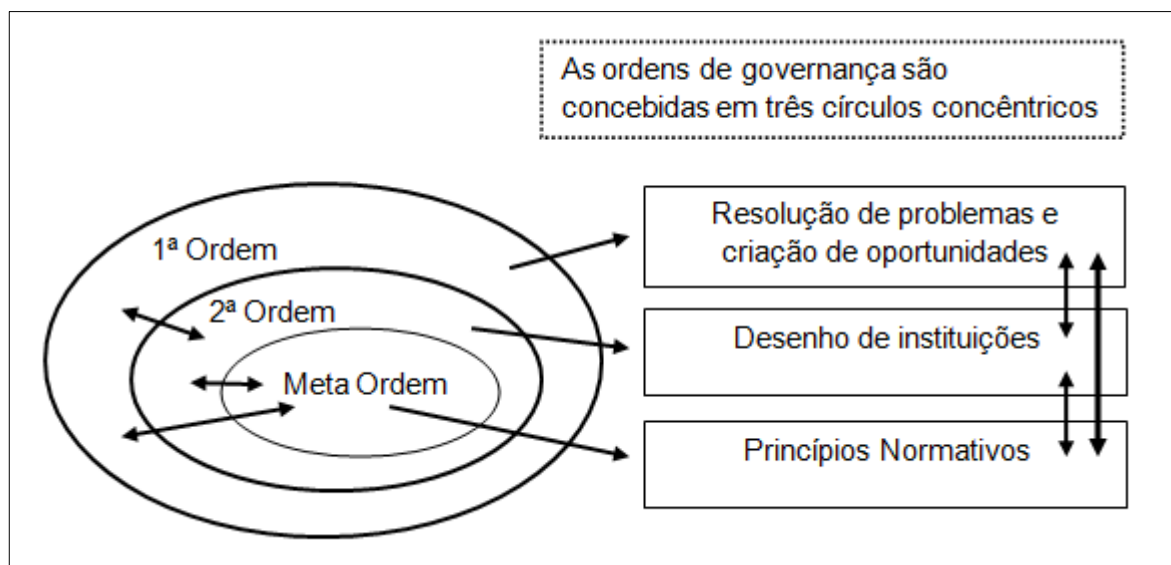 As ordens de governança são
concebidas em três círculos concêntricos
1ª Ordem
2ª Ordem
Meta Ordem
Resolução de problemas e
criação de oportunidades
Desenho de instituições
Princípios Normativos